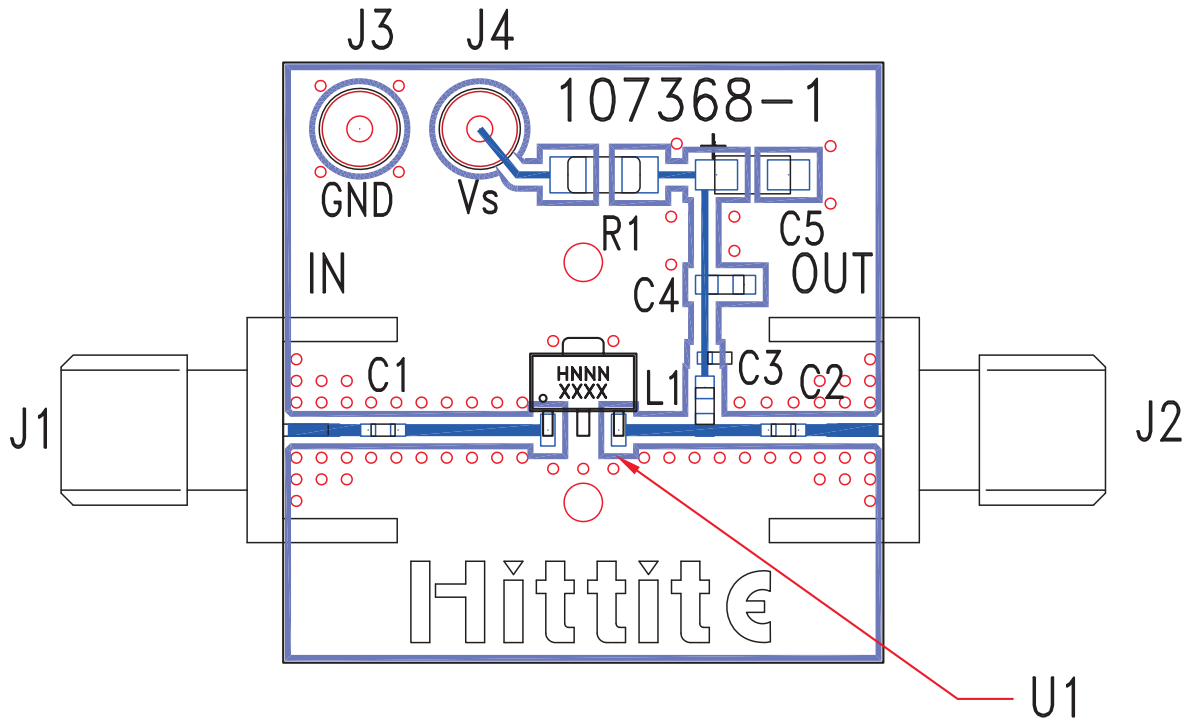 J3 J4
107368-1
GND Vs
R1 C5
IN OUT
C4
C1 HNNN L1 C3 C2
XXXX
J1 J2
Hittite
U1